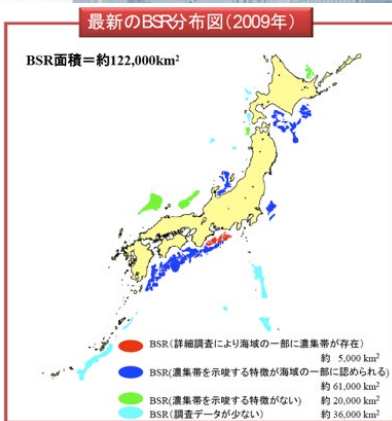 最新のBSR分布図(2009年)
BSR面積=約122,000km²
BSR(詳細調査により海域の一部に濃集帯が存在)
約 5,000 km²
BSR(濃集帯を示唆する特徴が海域の一部に認められる)
約 61,000 km²
BSR(濃集帯を示唆する特徴がない) 約 20,000 km²
BSR(調査データが少ない) 約 36,000 km²